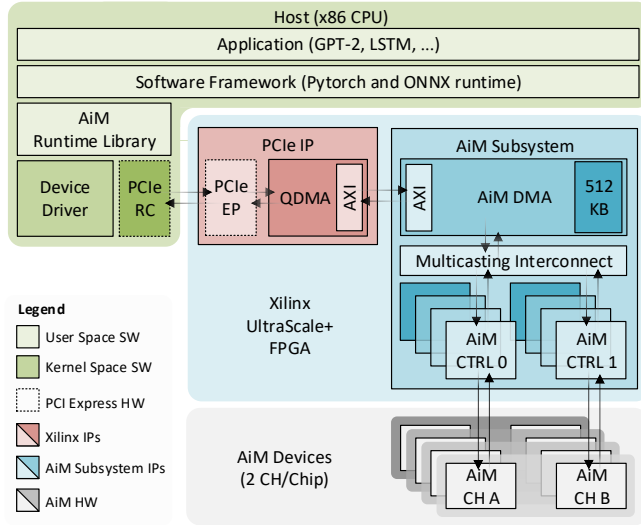 Host (x86 CPU)
Application (GPT-2, LSTM, ...)
Software Framework (Pytorch and ONNX runtime)
AiM
Runtime Library
Device
Driver
PCIe
RC
PCIe IP
PCIe
EP
QDMA
AXI
AiM Subsystem
AXI
AiM DMA
512
KB
Multicasting Interconnect
AiM
CTRL 0
AiM
CTRL 1
Xilinx
UltraScale+
FPGA
Legend
User Space SW
Kernel Space SW
PCI Express HW
Xilinx IPs
AiM Subsystem IPs
AiM HW
AiM Devices
(2 CH/Chip)
AiM
CH A
AiM
CH B